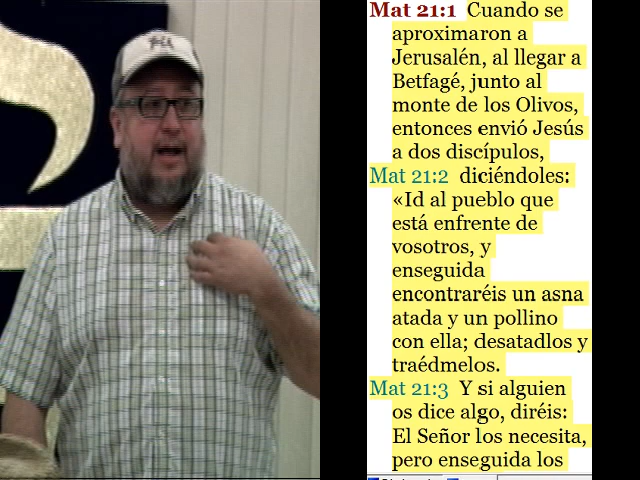 Mat 21:1 Cuando se
aproximaron a
Jerusalén, al llegar a
Betfagé, junto al
monte de los Olivos,
entonces envió Jesús
a dos discípulos,
Mat 21:2 diciéndoles:
«Id al pueblo que
está enfrente de
vosotros, y
enseguida
encontraréis un asna
atada y un pollino
con ella; desatadlos y
traédmelos.
Mat 21:3 Y si alguien
os dice algo, diréis:
El Señor los necesita,
pero enseguida los